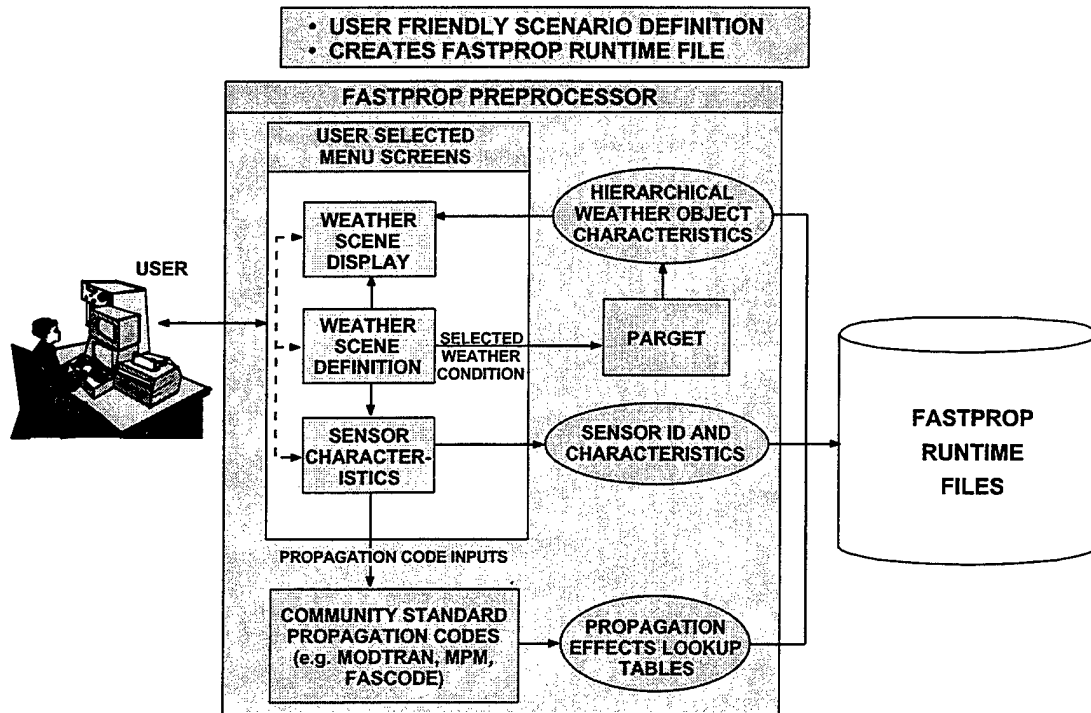 • USER FRIENDLY SCENARIO DEFINITION
• CREATES FASTPROP RUNTIME FILE
FASTPROP PREPROCESSOR
USER SELECTED
MENU SCREENS
WEATHER
SCENE
DISPLAY
HIERARCHICAL
WEATHER OBJECT
CHARACTERISTICS
USER
WEATHER
SCENE
DEFINITION
SELECTED
WEATHER
CONDITION
PARGET
SENSOR
CHARACTER-
ISTICS
SENSOR ID AND
CHARACTERISTICS
FASTPROP
RUNTIME
FILES
PROPAGATION CODE INPUTS
COMMUNITY STANDARD
PROPAGATION CODES
(e.g. MODTRAN, MPM,
FASCODE)
PROPAGATION
EFFECTS LOOKUP
TABLES